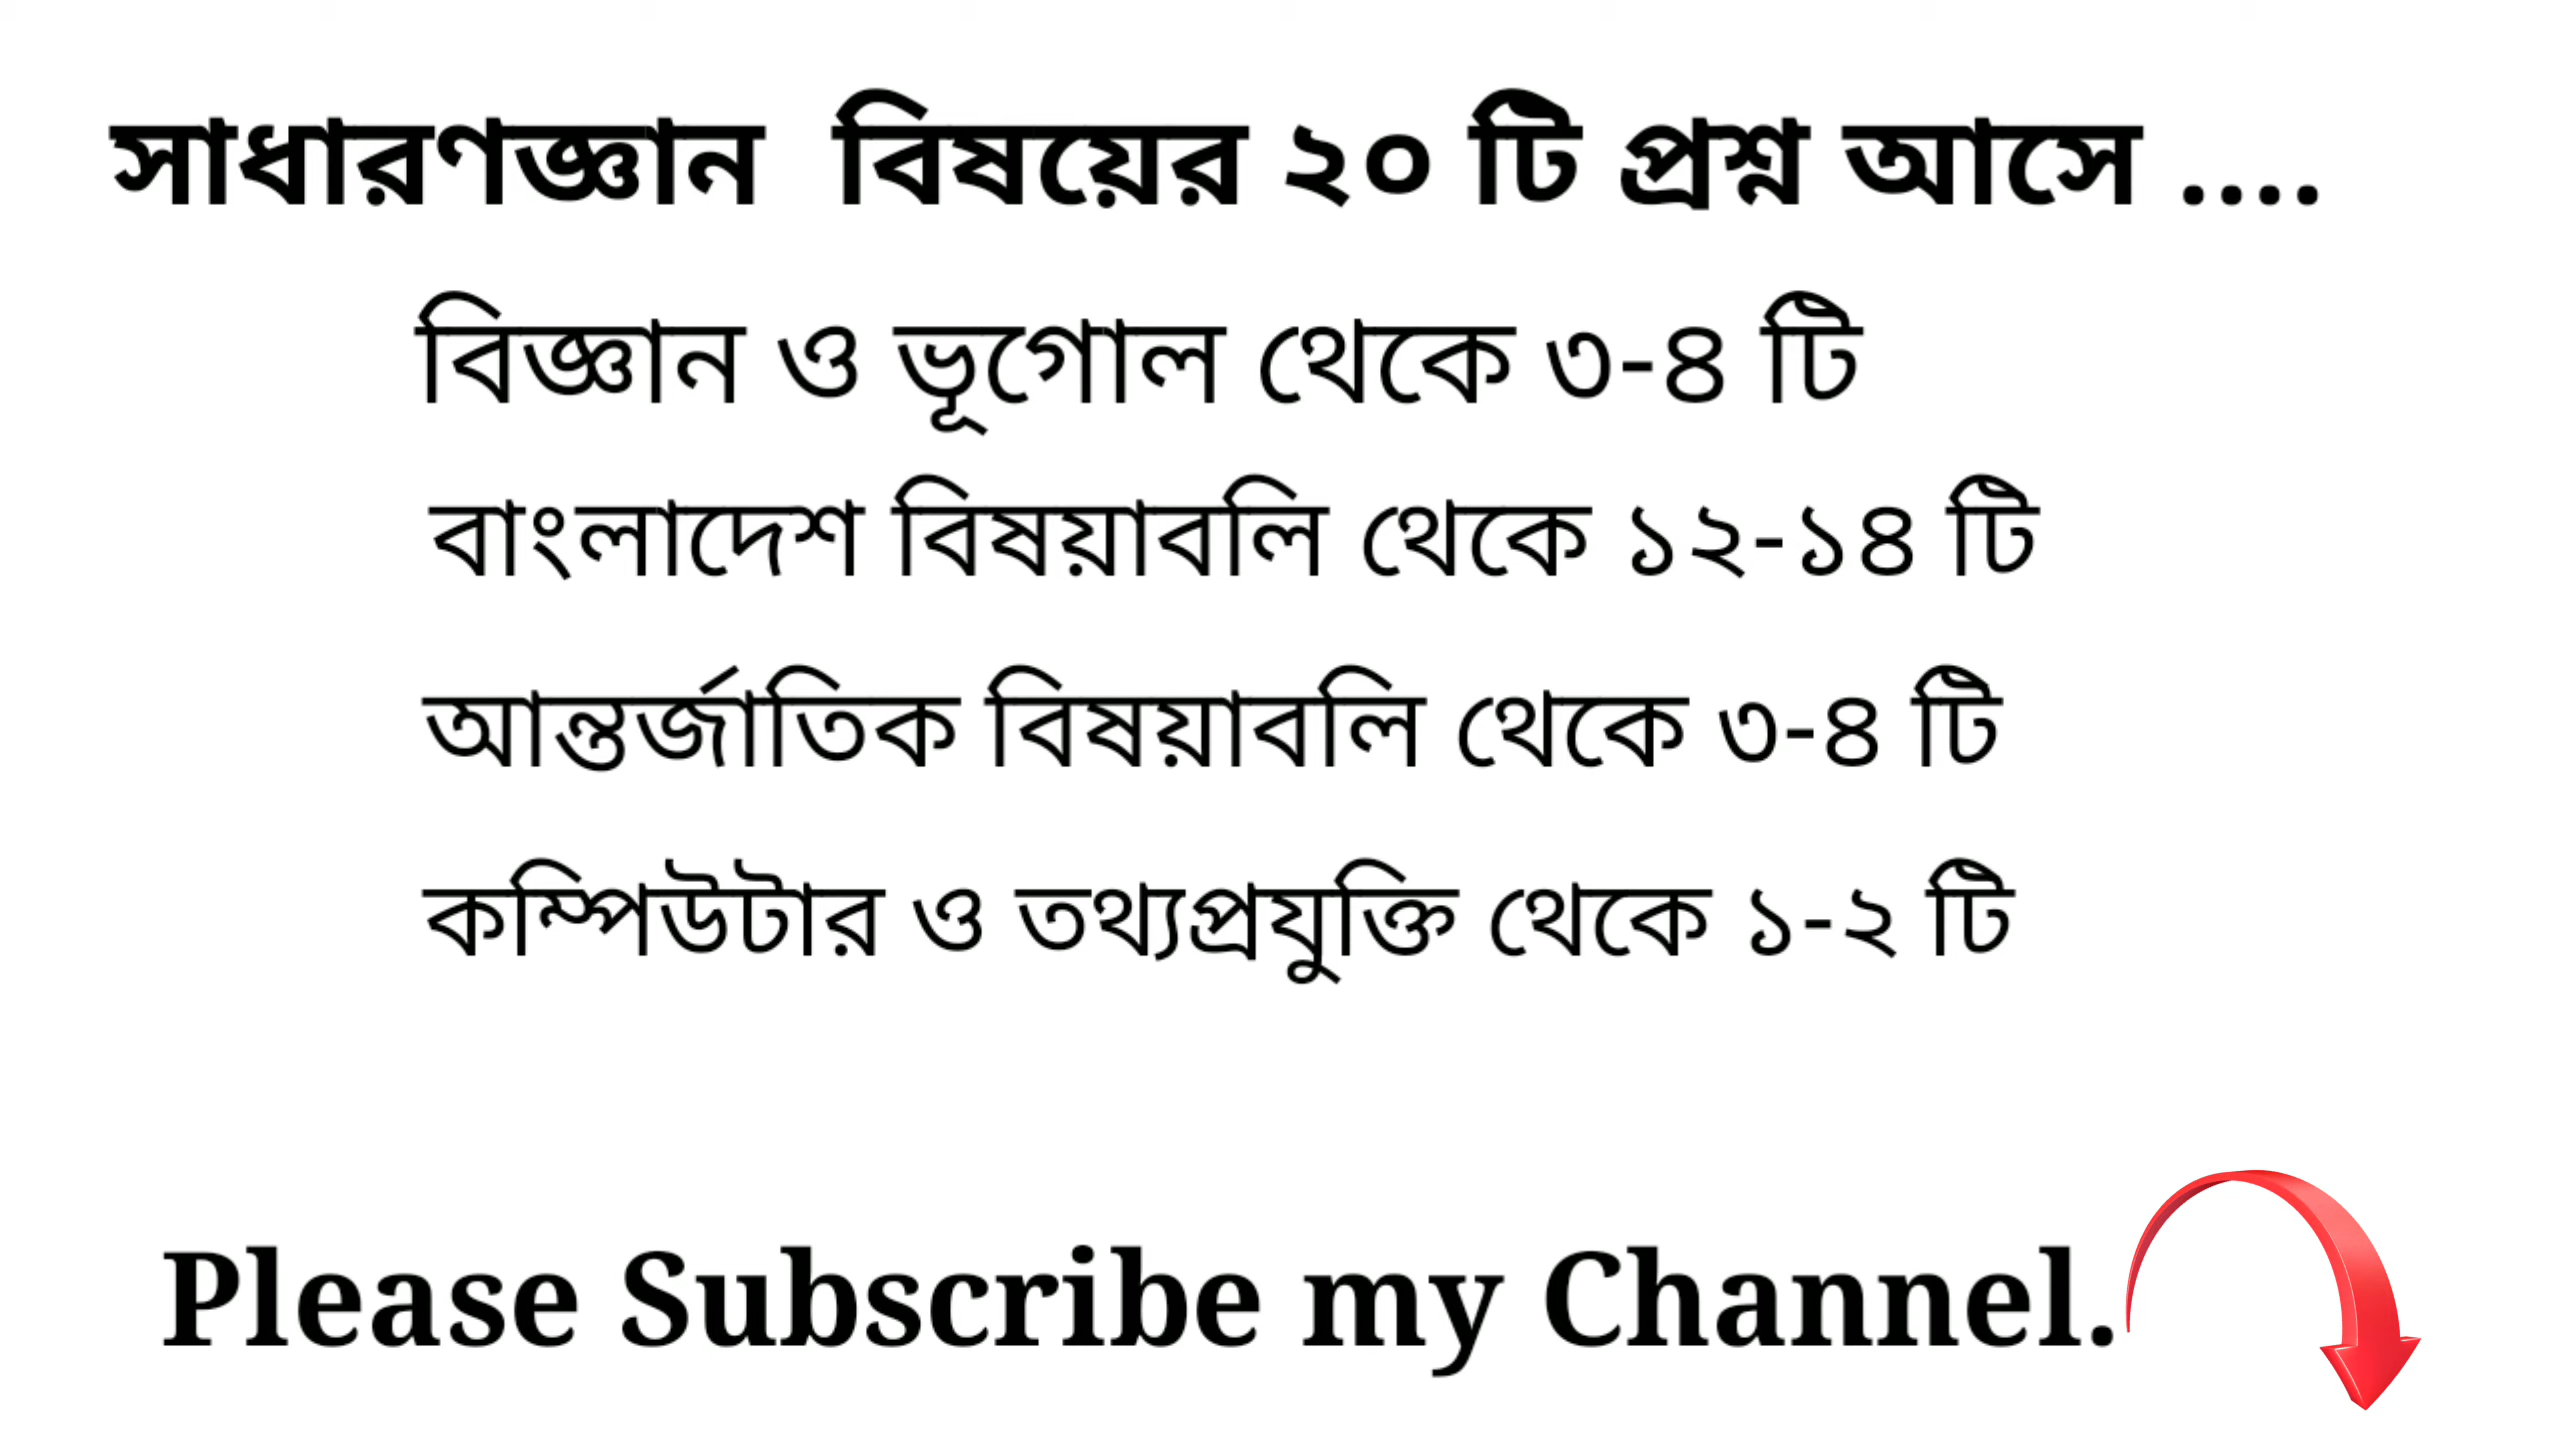 সাধারণজ্ঞান বিষয়ের ২০ টি প্রশ্ন আসে ....
বিজ্ঞান ও ভূগোল থেকে ৩-৪ টি
বাংলাদেশ বিষয়াবলি থেকে ১২-১৪ টি
আন্তর্জাতিক বিষয়াবলি থেকে ৩-৪ টি
কম্পিউটার ও তথ্যপ্রযুক্তি থেকে ১-২ টি
Please Subscribe my Channel.